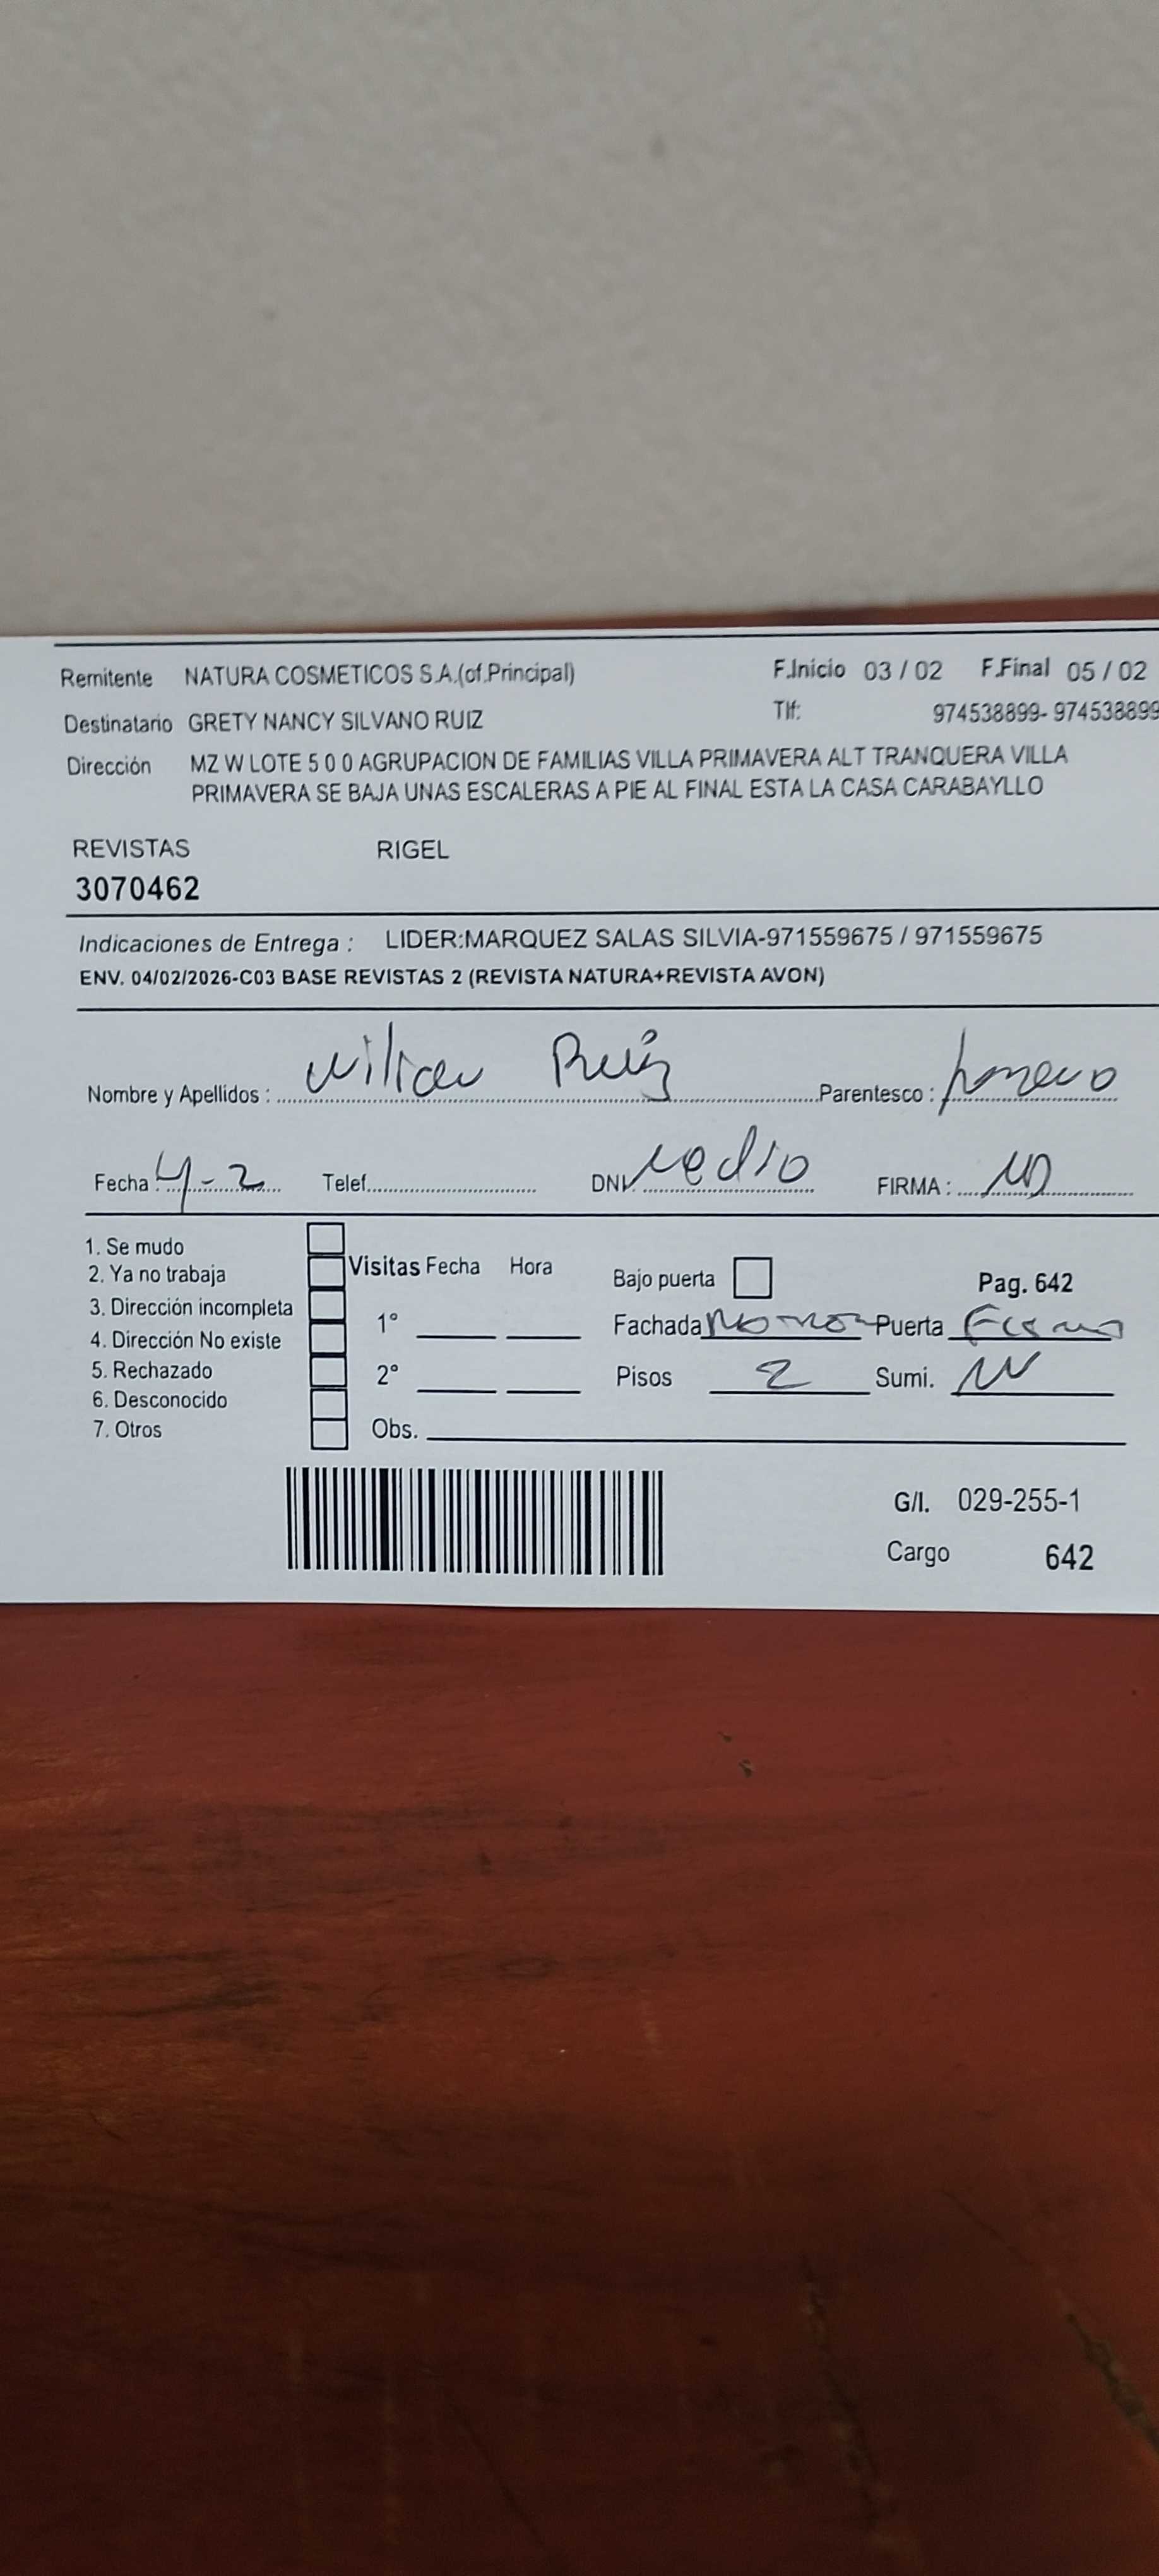 Remitente NATURA COSMETICOS S.A.(of.Principal) F.Inicio 03 / 02 F.Final 05 / 02
Destinatario GRETY NANCY SILVANO RUIZ Tlf: 974538899- 974538899
Dirección MZ W LOTE 5 0 0 AGRUPACION DE FAMILIAS VILLA PRIMAVERA ALT TRANQUERA VILLA
PRIMAVERA SE BAJA UNAS ESCALERAS A PIE AL FINAL ESTA LA CASA CARABAYLLO
REVISTAS RIGEL
3070462
Indicaciones de Entrega : LIDER:MARQUEZ SALAS SILVIA-971559675 / 971559675
ENV. 04/02/2026-C03 BASE REVISTAS 2 (REVISTA NATURA+REVISTA AVON)
Nombre y Apellidos : Ruiz Parentesco :
Fecha : 4-2 Telef. DNI. FIRMA :
1. Se mudo
2. Ya no trabaja Visitas Fecha Hora Bajo puerta Pag. 642
3. Dirección incompleta 1° Fachada Puerta
4. Dirección No existe
5. Rechazado 2° Pisos 2 Sumi.
6. Desconocido
7. Otros Obs.
G/I. 029-255-1
Cargo 642